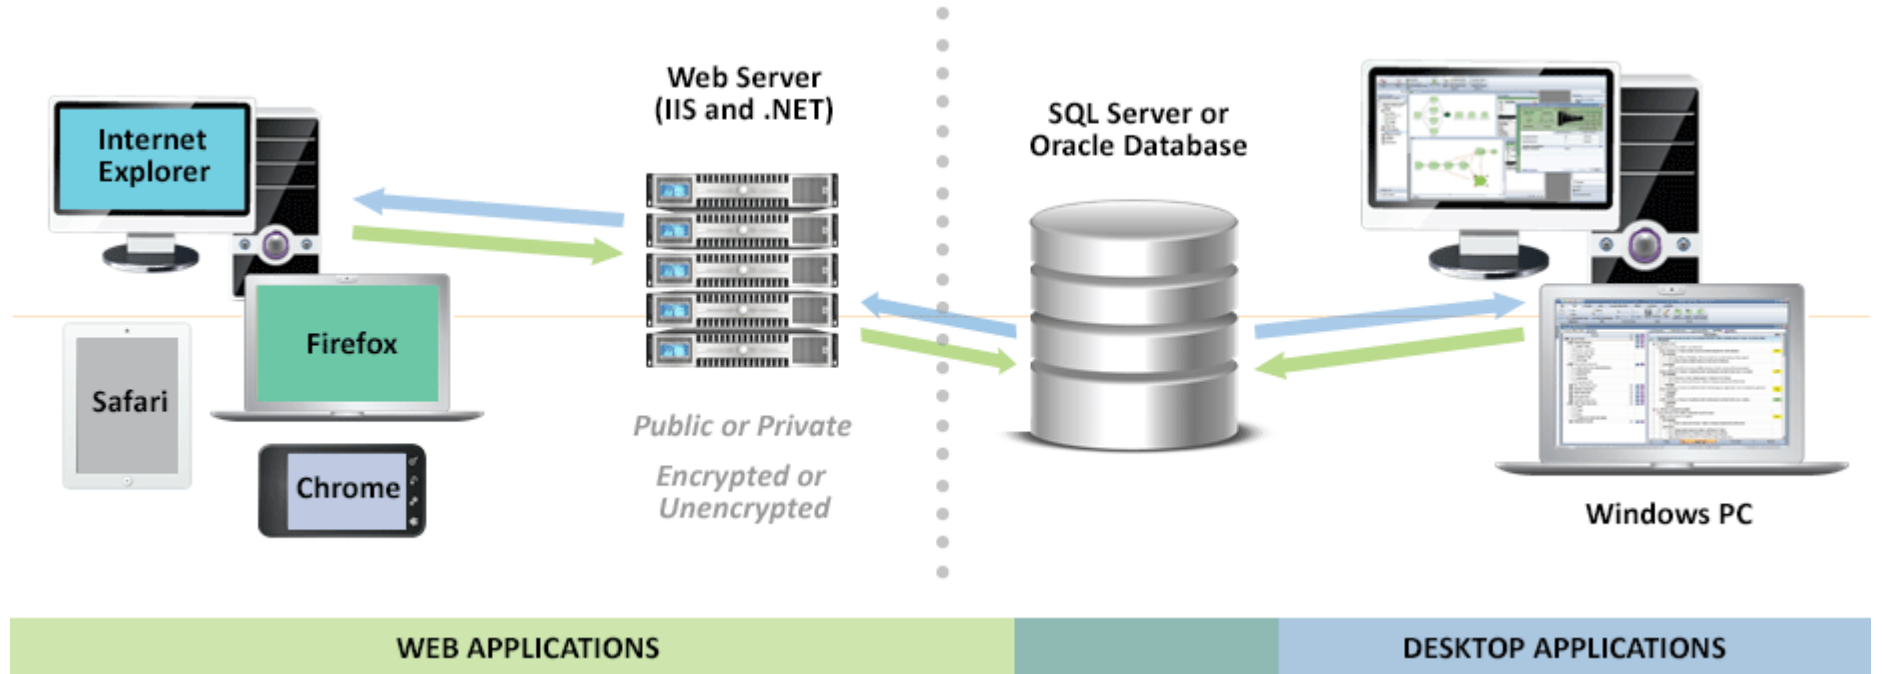 Internet
Explorer
Firefox
Safari
Chrome
Web Server
(IIS and .NET)
Public or Private
Encrypted or
Unencrypted
SQL Server or
Oracle Database
Windows PC
WEB APPLICATIONS
DESKTOP APPLICATIONS